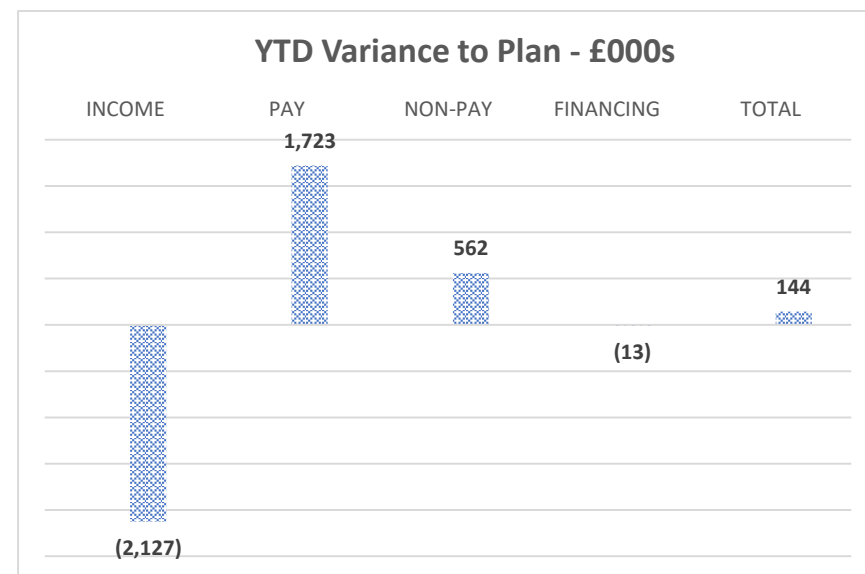 YTD Variance to Plan - £000s
INCOME PAY NON-PAY FINANCING TOTAL
1,723
562
144
(13)
(2,127)